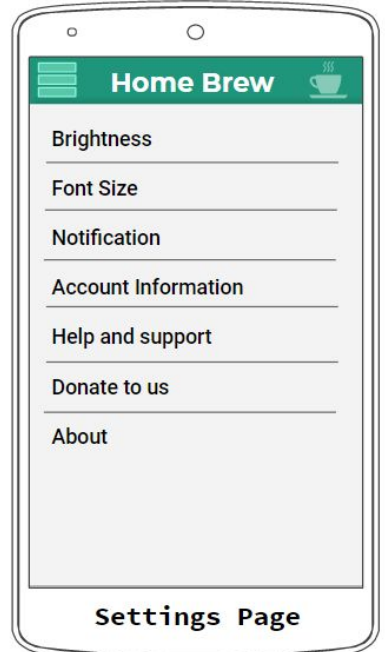 Home Brew
Brightness
Font Size
Notification
Account Information
Help and support
Donate to us
About
Settings Page